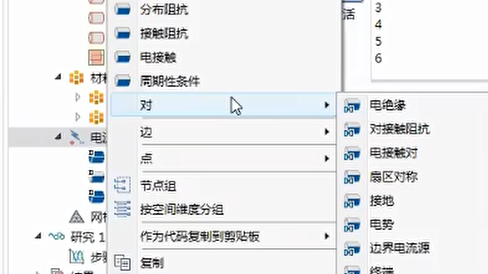 分布阻抗
接触阻抗
电接触
周期性条件
对
边
点
节点组
按空间维度分组
作为代码复制到剪贴板
复制
电绝缘
对接触阻抗
电接触对
扇区对称
接地
电势
边界电流源
终端
活
3
4
5
6
材料
电流
网格
研究 1
步骤